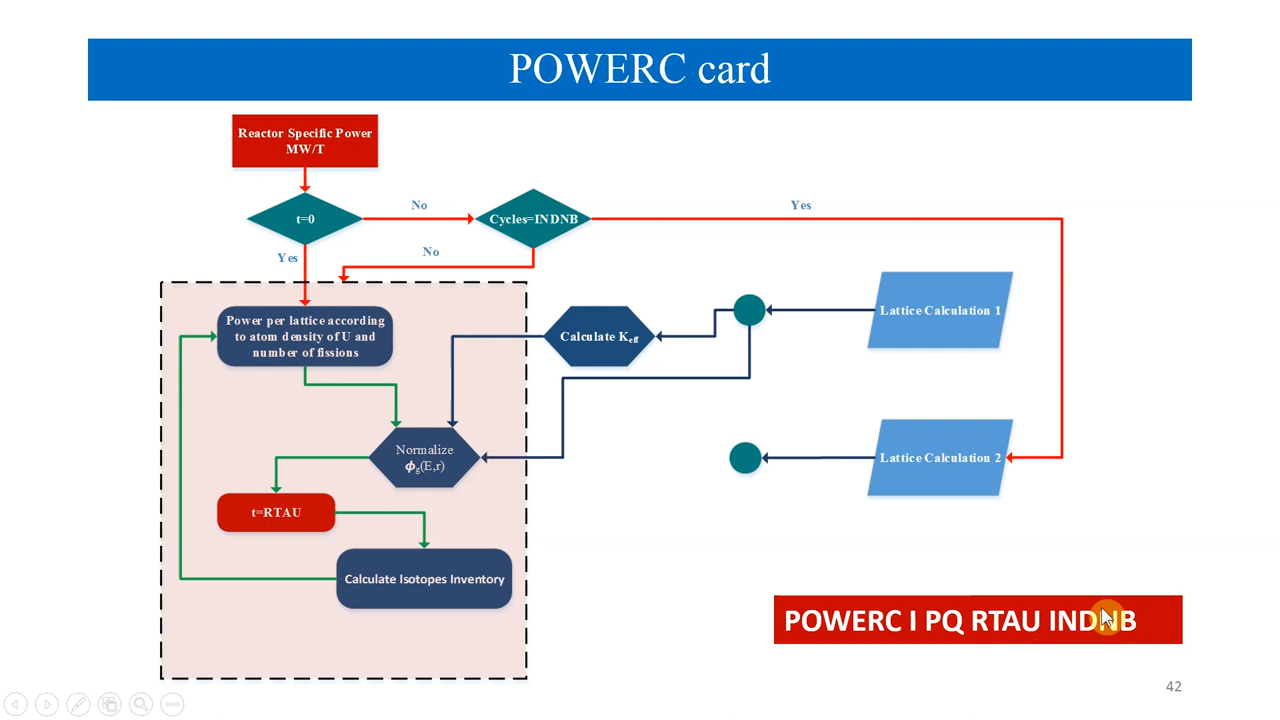 POWERC card
Reactor Specific Power
MW/T
t=0
No
Cycles=INDNB
Yes
No
Yes
Power per lattice according
to atom density of U and
number of fissions
Calculate Keff
Lattice Calculation 1
Normalize
ϕg(E,r)
Lattice Calculation 2
t=RTAU
Calculate Isotopes Inventory
POWERC I PQ RTAU INDNB
42